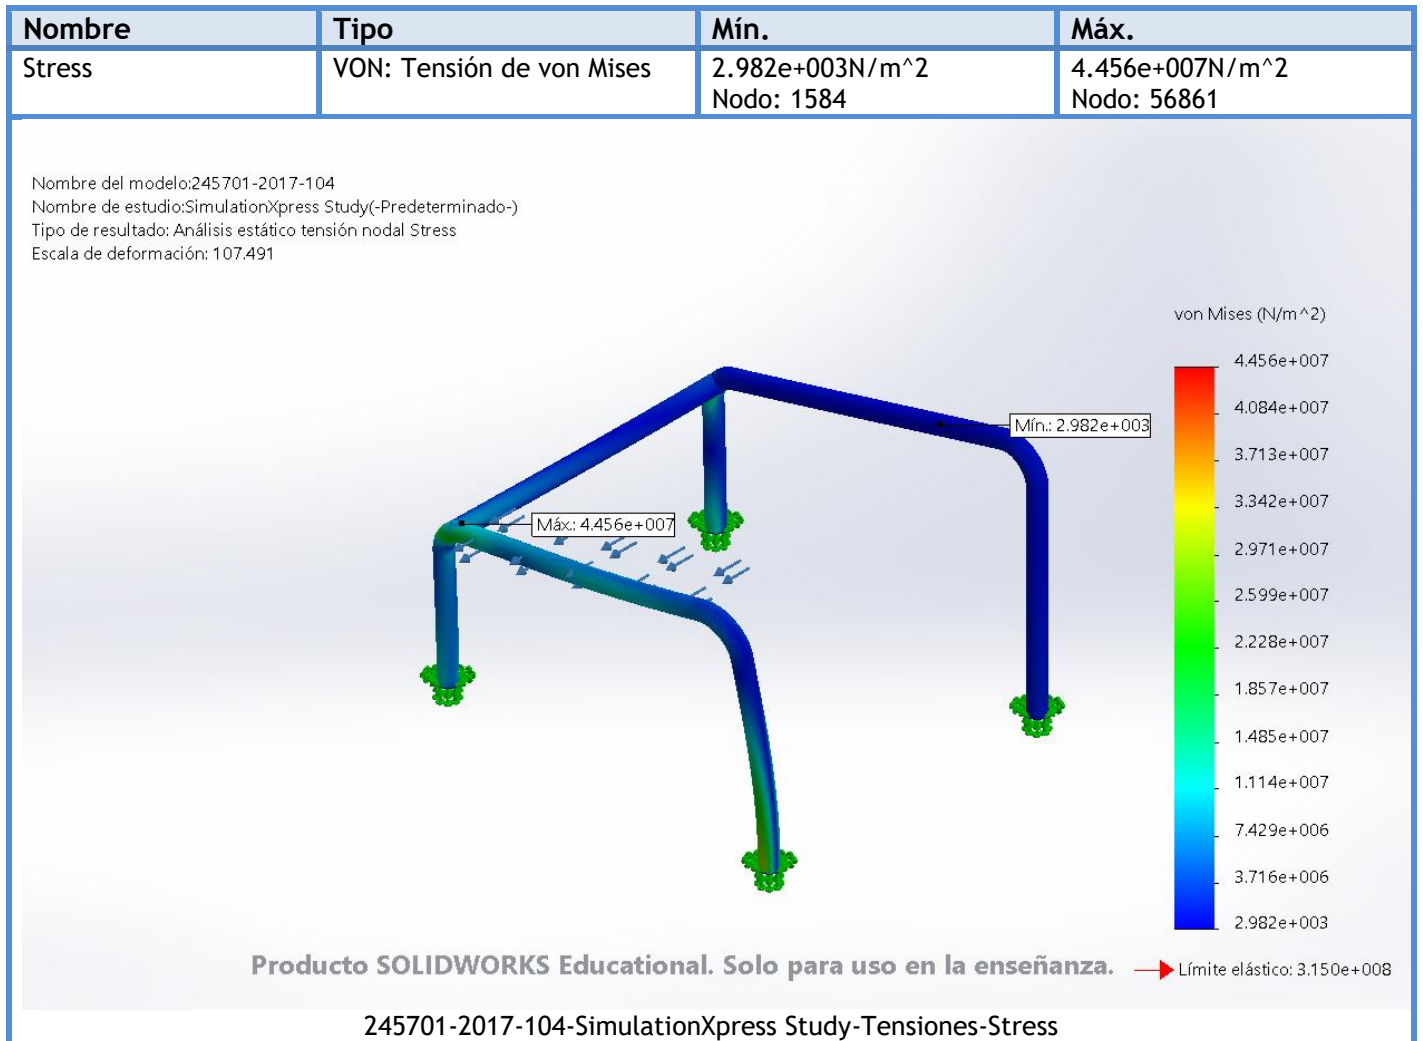 Nombre Tipo Mín. Máx.
Stress VON: Tensión de von Mises 2.982e+003N/m^2 4.456e+007N/m^2
Nodo: 1584 Nodo: 56861
Nombre del modelo:245701-2017-104
Nombre de estudio:SimulationXpress Study(-Predeterminado-)
Tipo de resultado: Análisis estático tensión nodal Stress
Escala de deformación: 107.491
von Mises (N/m^2)
4.456e+007
4.084e+007
Mín.: 2.982e+003
3.713e+007
3.342e+007
Máx.: 4.456e+007
2.971e+007
2.599e+007
2.228e+007
1.857e+007
1.485e+007
1.114e+007
7.429e+006
3.716e+006
2.982e+003
Producto SOLIDWORKS Educational. Solo para uso en la enseñanza.
Límite elástico: 3.150e+008
245701-2017-104-SimulationXpress Study-Tensiones-Stress